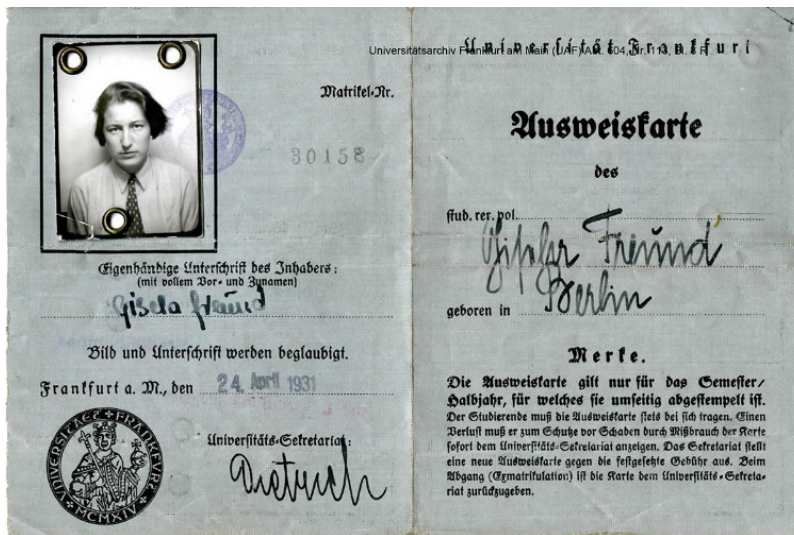 Matrikel-Nr.
30158
Eigenhändige Unterschrift des Inhabers:
(mit vollem Vor- und Zunamen)
Gisela Freund
Bild und Unterschrift werden beglaubigt.
Frankfurt a. M., den 24. April 1931
Universitäts-Sekretariat:
Dietrich
UNIVERSITAS FRANKFVRT
MCMXIV
Universität Frankfurt
Universitätsarchiv Frankfurt am Main (UAF)
Ausweiskarte
des
stud. rer. pol.
Gisela Freund
geboren in Berlin
Merke.
Die Ausweiskarte gilt nur für das Semester/
Halbjahr, für welches sie umseitig abgestempelt ist.
Der Studierende muß die Ausweiskarte stets bei sich tragen. Einen
Verlust muß er zum Schutze vor Schaden durch Mißbrauch der Karte
sofort dem Universitäts-Sekretariat anzeigen. Das Sekretariat stellt
eine neue Ausweiskarte gegen die festgesetzte Gebühr aus. Beim
Abgang (Exmatrikulation) ist die Karte dem Universitäts-Sekreta-
riat zurückzugeben.